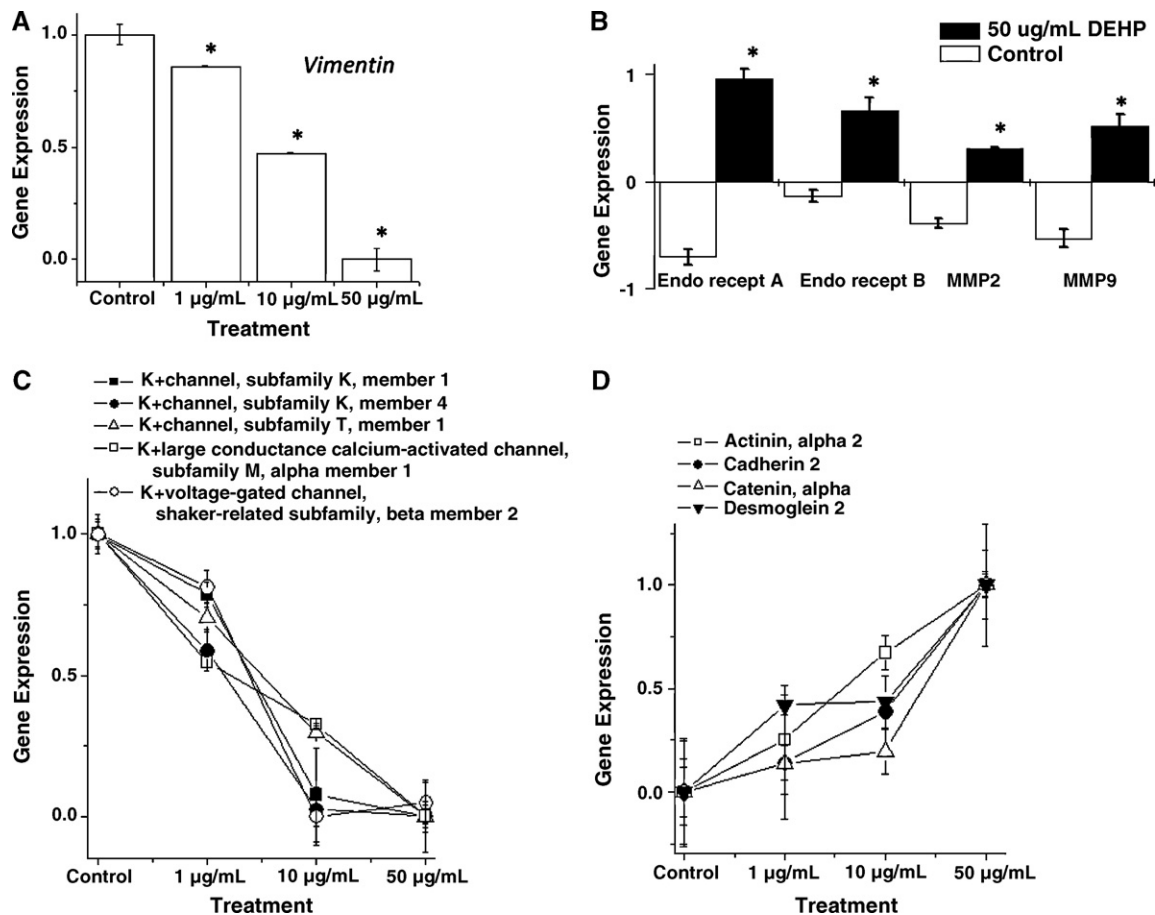 A
1.0
0.5
0.0
Gene Expression
*
*
*
Vimentin
Control 1 µg/mL 10 µg/mL 50 µg/mL
Treatment
B
50 ug/mL DEHP
Control
1
0
-1
Gene Expression
*
*
*
*
Endo recept A Endo recept B MMP2 MMP9
C
K+channel, subfamily K, member 1
K+channel, subfamily K, member 4
K+channel, subfamily T, member 1
K+large conductance calcium-activated channel,
subfamily M, alpha member 1
K+voltage-gated channel,
shaker-related subfamily, beta member 2
1.0
0.5
0.0
Gene Expression
Control 1 µg/mL 10 µg/mL 50 µg/mL
Treatment
D
Actinin, alpha 2
Cadherin 2
Catenin, alpha
Desmoglein 2
1.0
0.5
0.0
Gene Expression
Control 1 µg/mL 10 µg/mL 50 µg/mL
Treatment